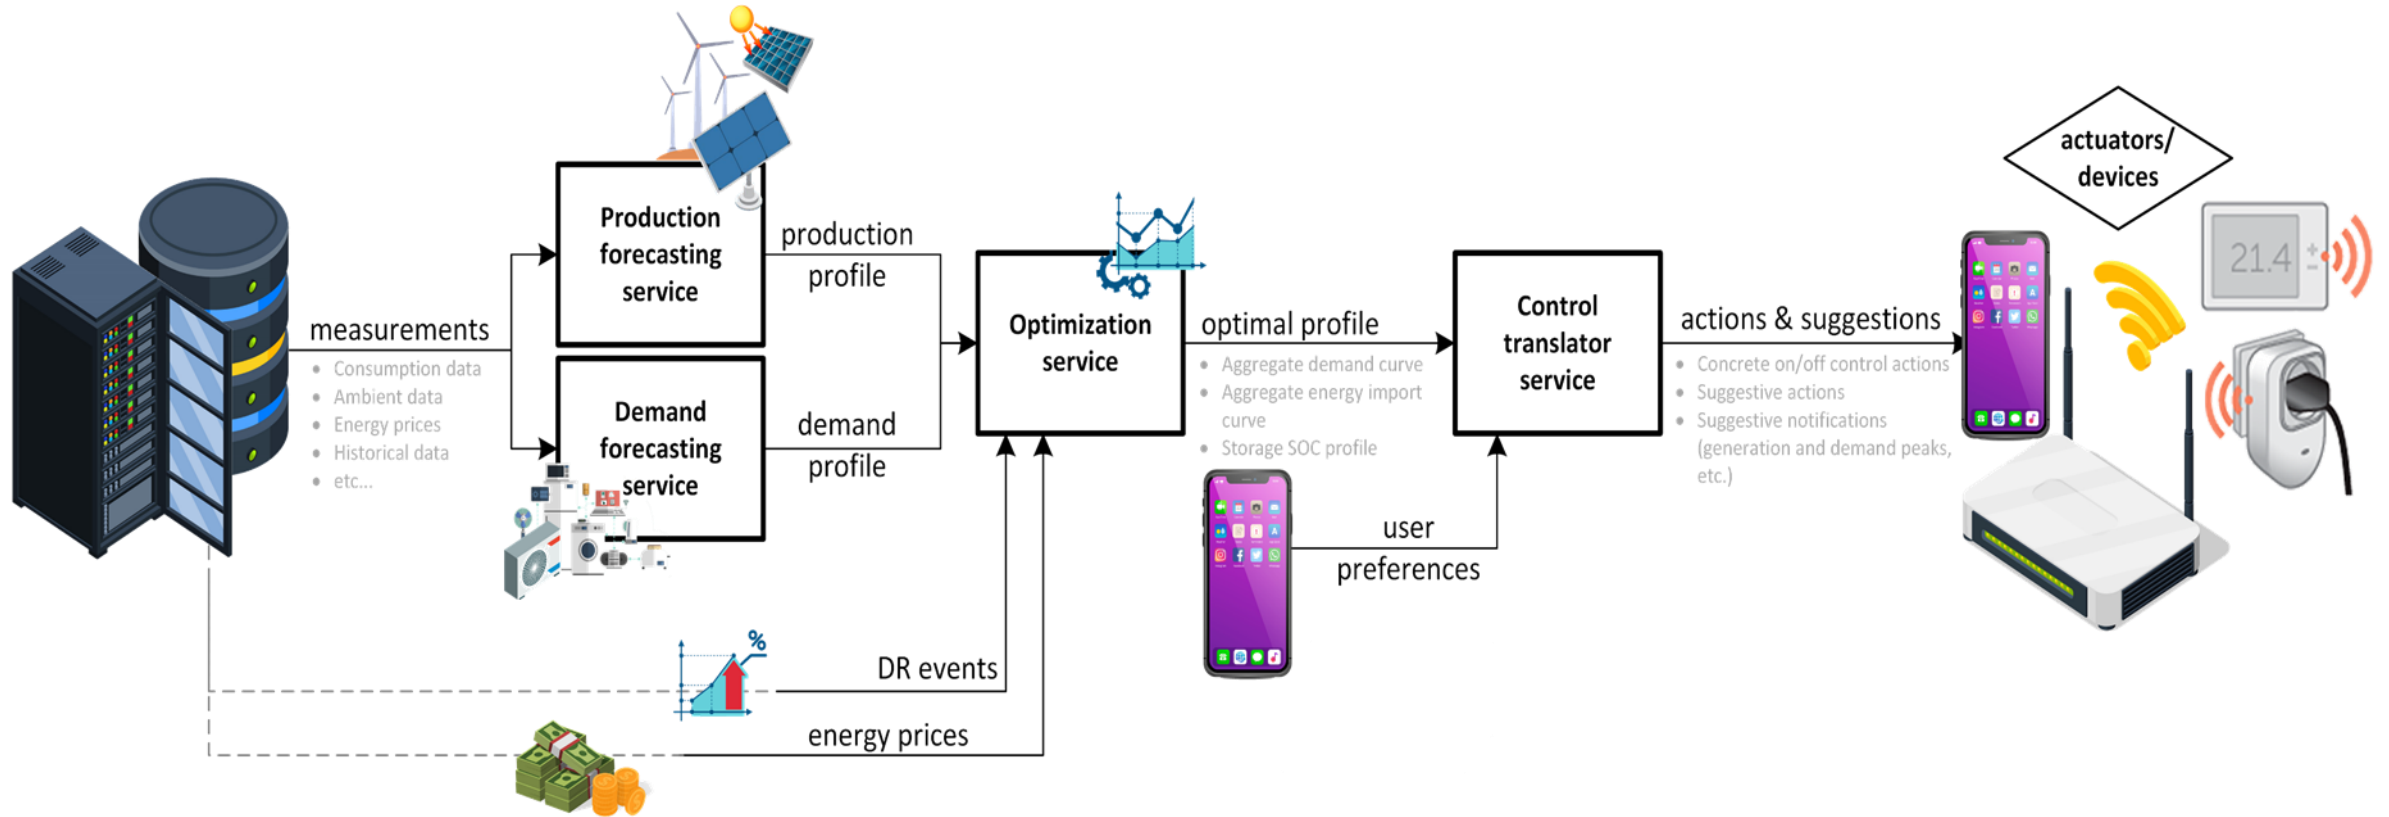 measurements
• Consumption data
• Ambient data
• Energy prices
• Historical data
• etc...
Production
forecasting
service
Demand
forecasting
service
production
profile
demand
profile
Optimization
service
optimal profile
• Aggregate demand curve
• Aggregate energy import
curve
• Storage SOC profile
Control
translator
service
user
preferences
actions & suggestions
• Concrete on/off control actions
• Suggestive actions
• Suggestive notifications
(generation and demand peaks,
etc.)
actuators/
devices
21.4
%
DR events
energy prices